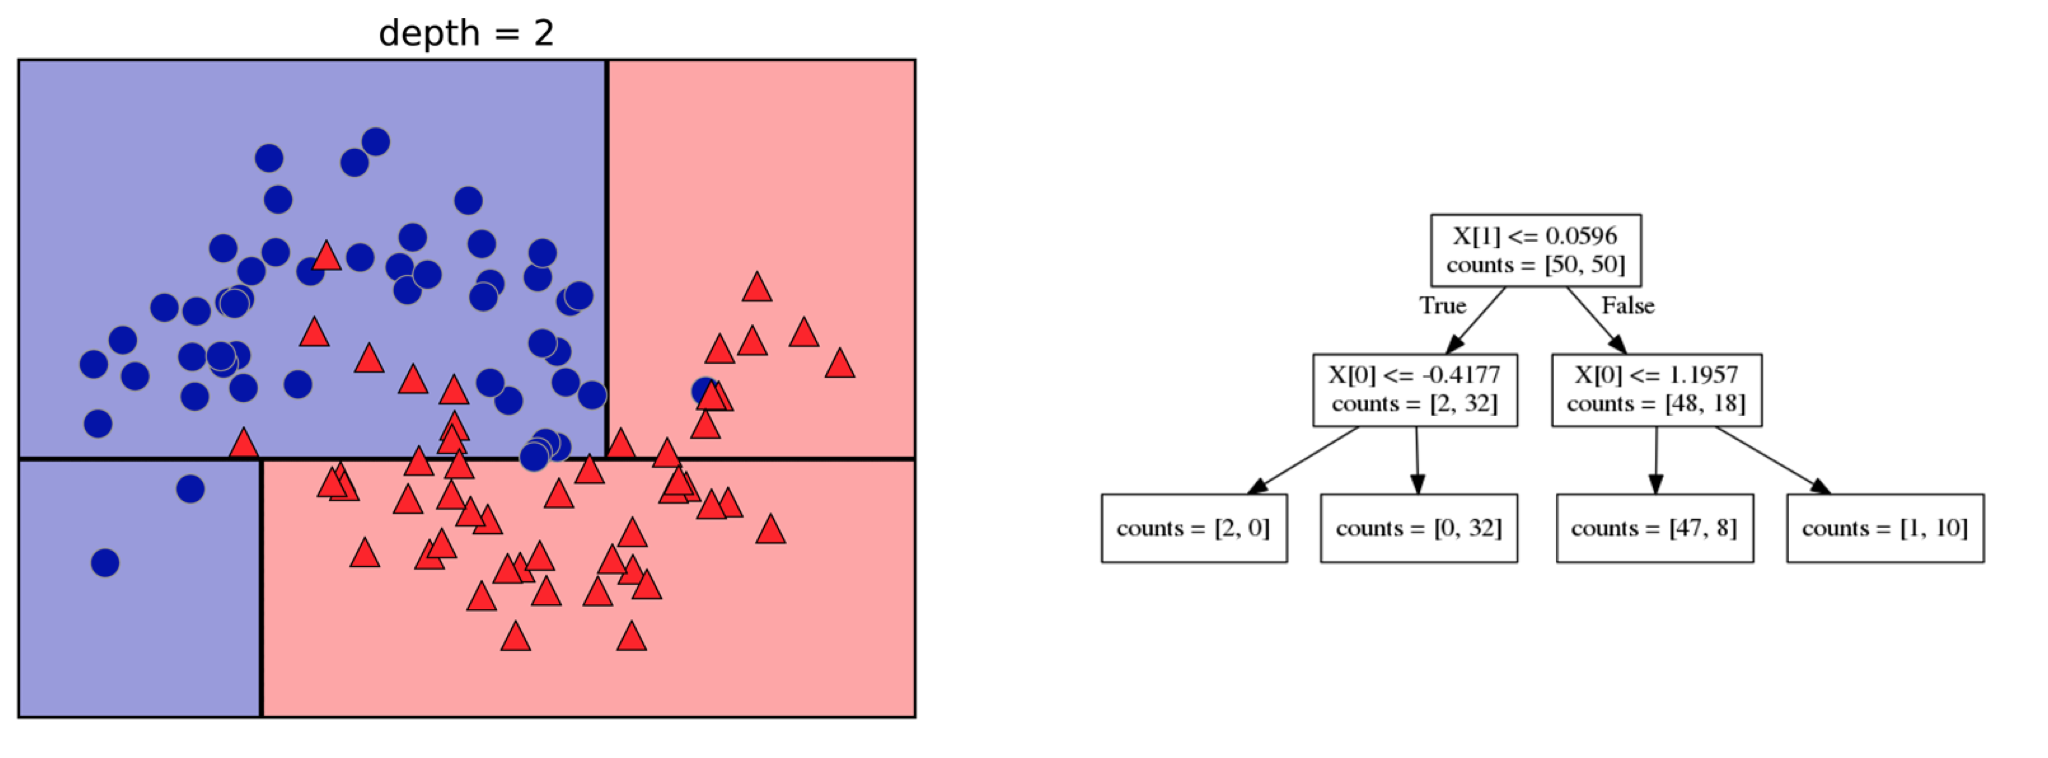 depth = 2
X[1] <= 0.0596
counts = [50, 50]
True
False
X[0] <= -0.4177
counts = [2, 32]
X[0] <= 1.1957
counts = [48, 18]
counts = [2, 0]
counts = [0, 32]
counts = [47, 8]
counts = [1, 10]